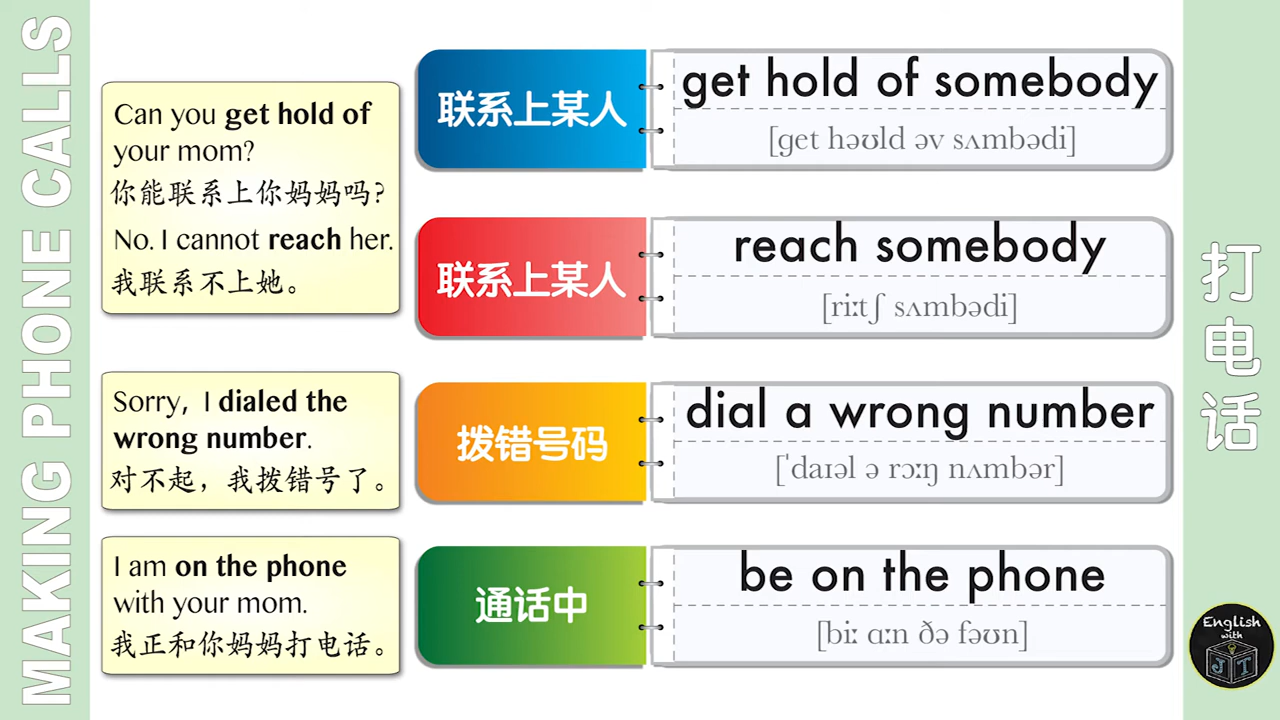 MAKING PHONE CALLS
Can you get hold of
your mom?
你能联系上你妈妈吗?
No. I cannot reach her.
我联系不上她。
联系上某人
get hold of somebody
[get həʊld əv sʌmbədi]
联系上某人
reach somebody
[riːtʃ sʌmbədi]
Sorry, I dialed the
wrong number.
对不起，我拨错号了。
拨错号码
dial a wrong number
[ˈdaɪəl ə rɔːŋ nʌmbər]
I am on the phone
with your mom.
我正和你妈妈打电话。
通话中
be on the phone
[biː ɑːn ðə fəʊn]
打电话
English
with
JT